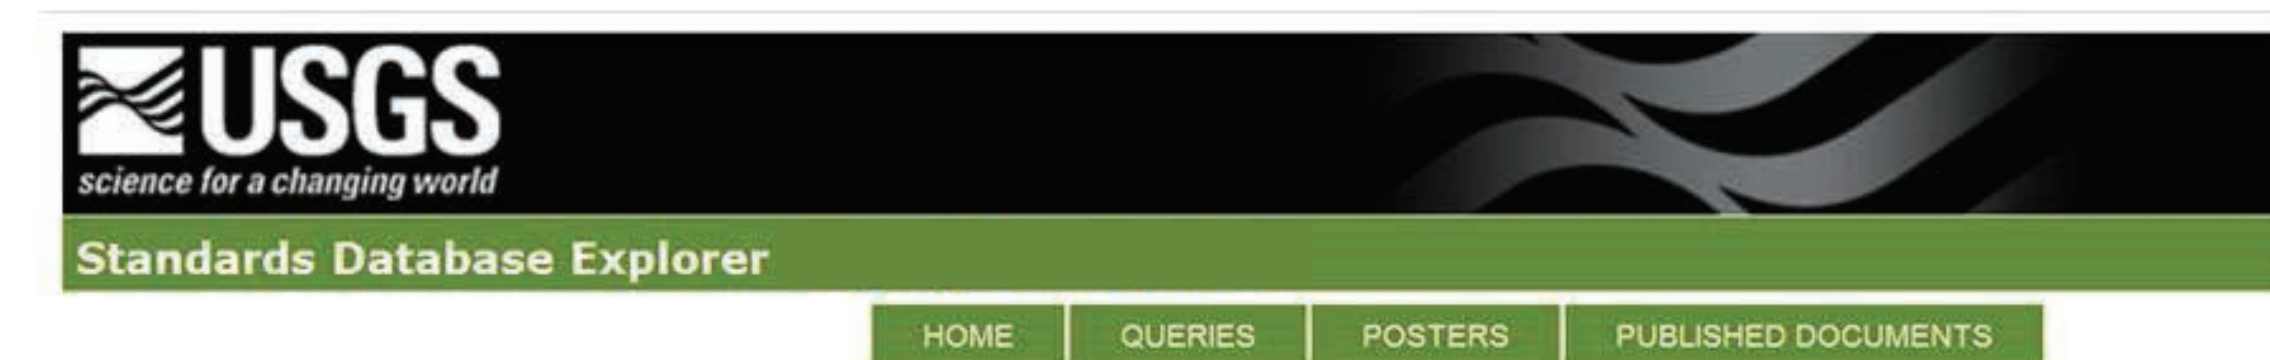 USGS
science for a changing world
Standards Database Explorer
HOME QUERIES POSTERS PUBLISHED DOCUMENTS